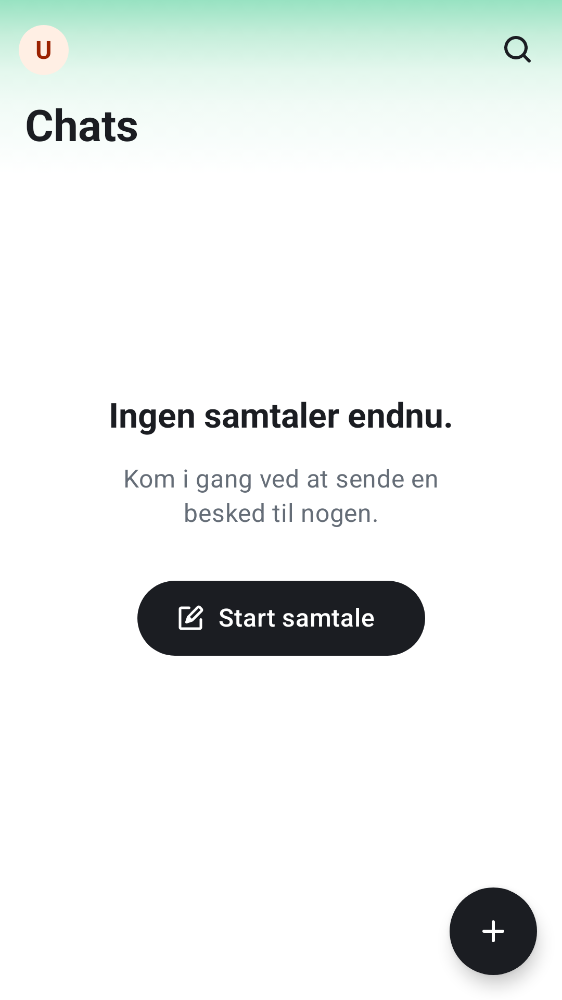 U
Chats
Ingen samtaler endnu.
Kom i gang ved at sende en
besked til nogen.
Start samtale